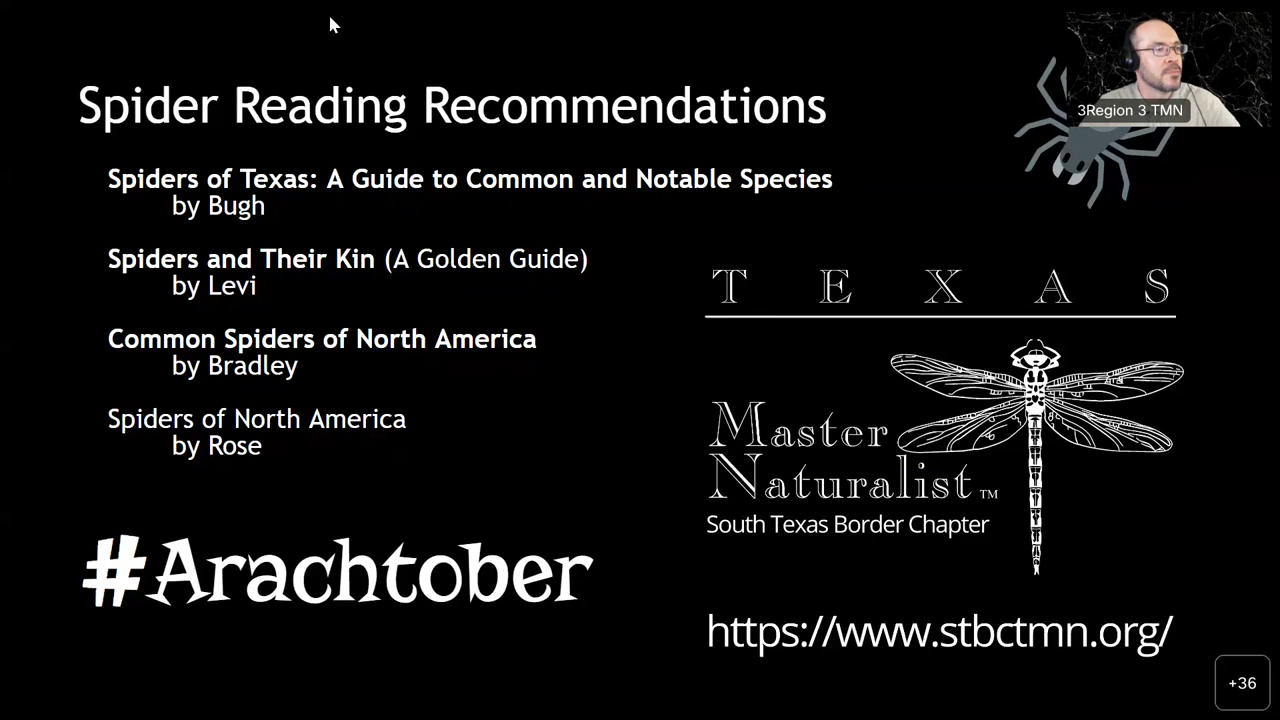 Spider Reading Recommendations
Spiders of Texas: A Guide to Common and Notable Species
by Bugh
Spiders and Their Kin (A Golden Guide)
by Levi
Common Spiders of North America
by Bradley
Spiders of North America
by Rose
#Arachtober
3Region 3 TMN
TEXAS
Master
Naturalist™
South Texas Border Chapter
https://www.stbctmn.org/
+36